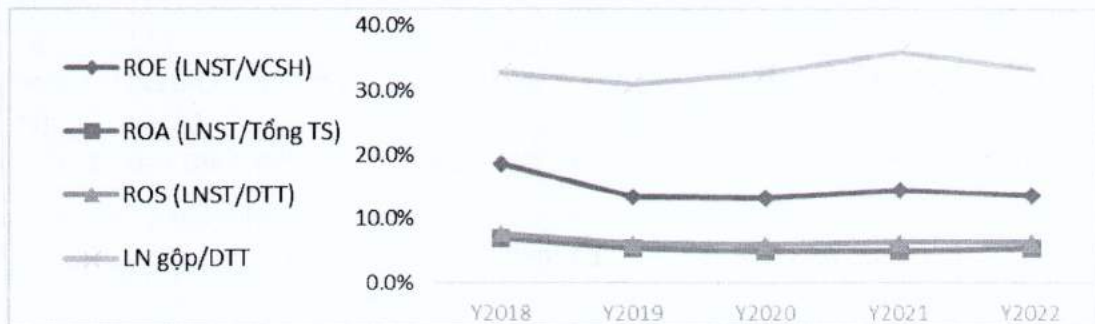 40.0%
30.0%
20.0%
10.0%
0.0%
ROE (LNST/VCSH)
ROA (LNST/Tổng TS)
ROS (LNST/DTT)
LN gộp/DTT
Y2018 Y2019 Y2020 Y2021 Y2022